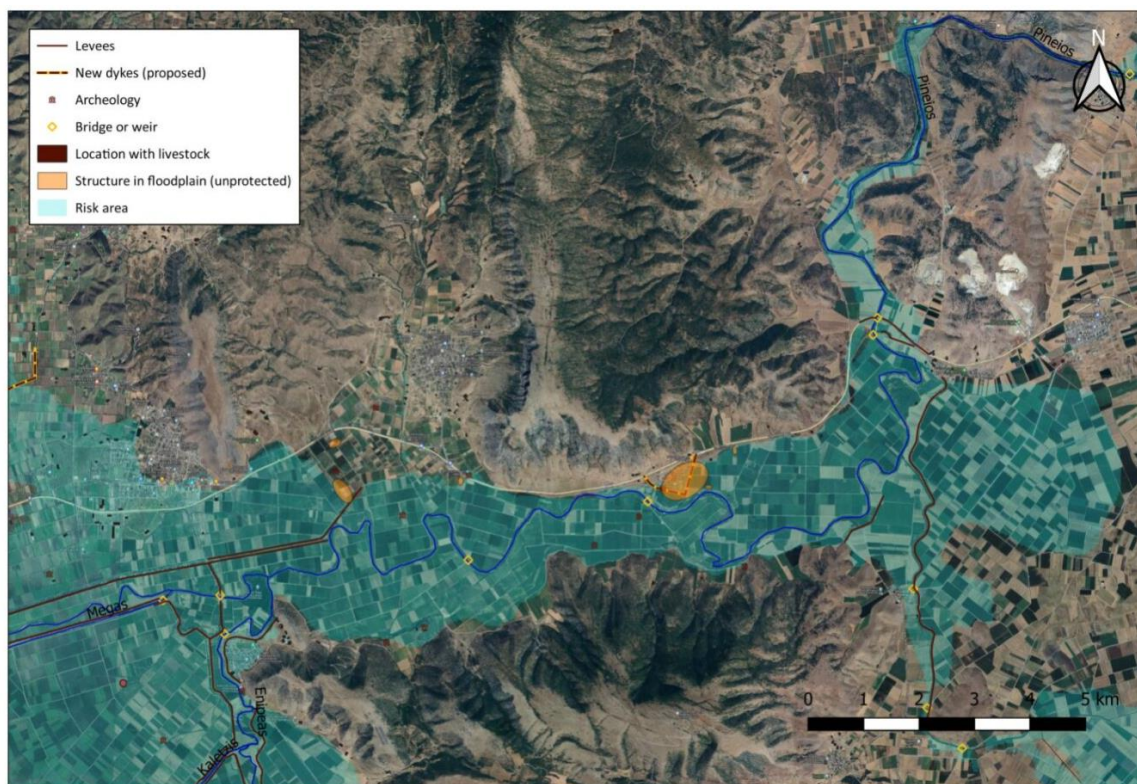 Levees
New dykes (proposed)
Archeology
Bridge or weir
Location with livestock
Structure in floodplain (unprotected)
Risk area
Pineios
N
Pineios
Megas
Enipeas
Kaletzis
0 1 2 3 4 5 km